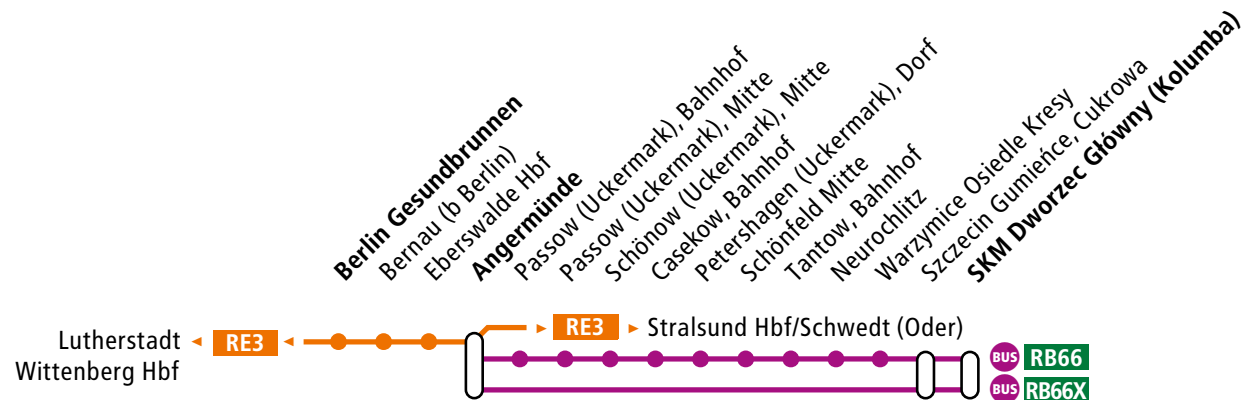 Berlin Gesundbrunnen
Bernau (b Berlin)
Eberswalde Hbf
Angermünde
Passow (Uckermark), Bahnhof
Passow (Uckermark), Mitte
Schönow (Uckermark), Mitte
Casekow, Bahnhof
Petershagen (Uckermark), Dorf
Schönfeld Mitte
Tantow, Bahnhof
Neurochlitz
Warzymice Osiedle Kresy
Szczecin Gumieńce, Cukrowa
SKM Dworzec Główny (Kolumba)
Lutherstadt
Wittenberg Hbf
RE3
RE3 Stralsund Hbf/Schwedt (Oder)
BUS RB66
BUS RB66X